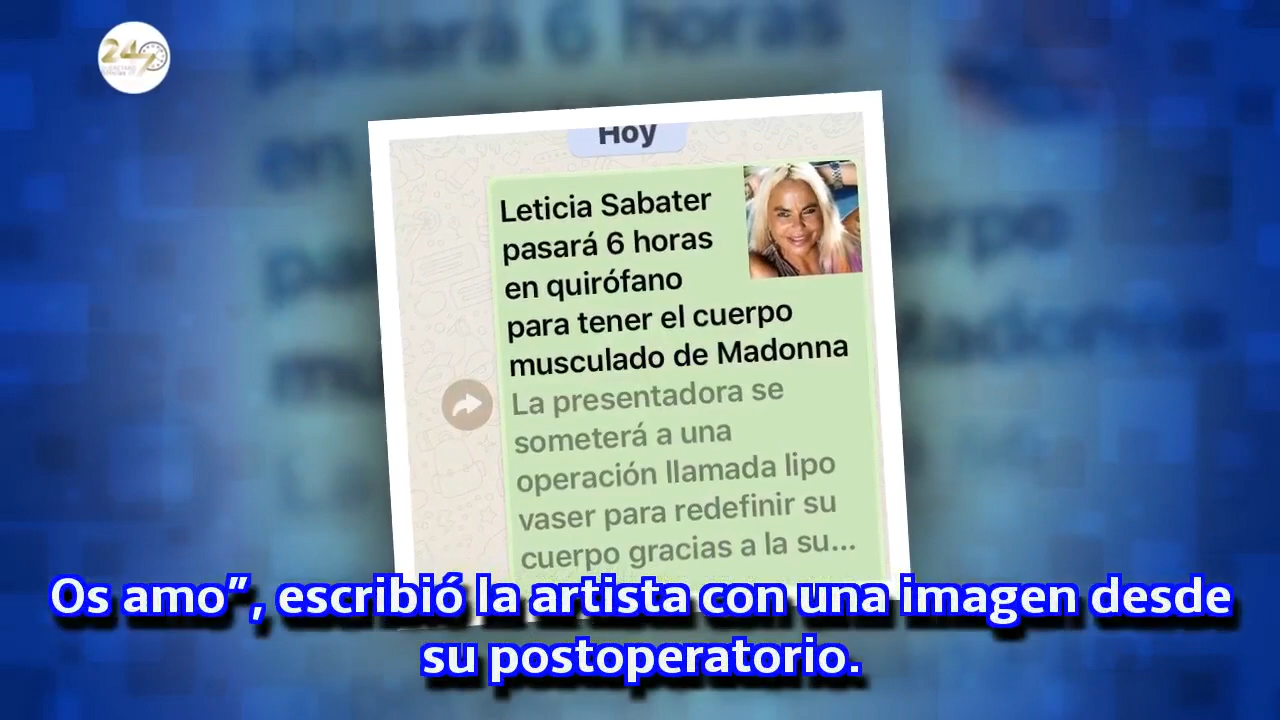 247
Hoy
Leticia Sabater
pasará 6 horas
en quirófano
para tener el cuerpo
musculado de Madonna
La presentadora se
someterá a una
operación llamada lipo
vaser para redefinir su
cuerpo gracias a la su...
Os amo”, escribió la artista con una imagen desde
su postoperatorio.